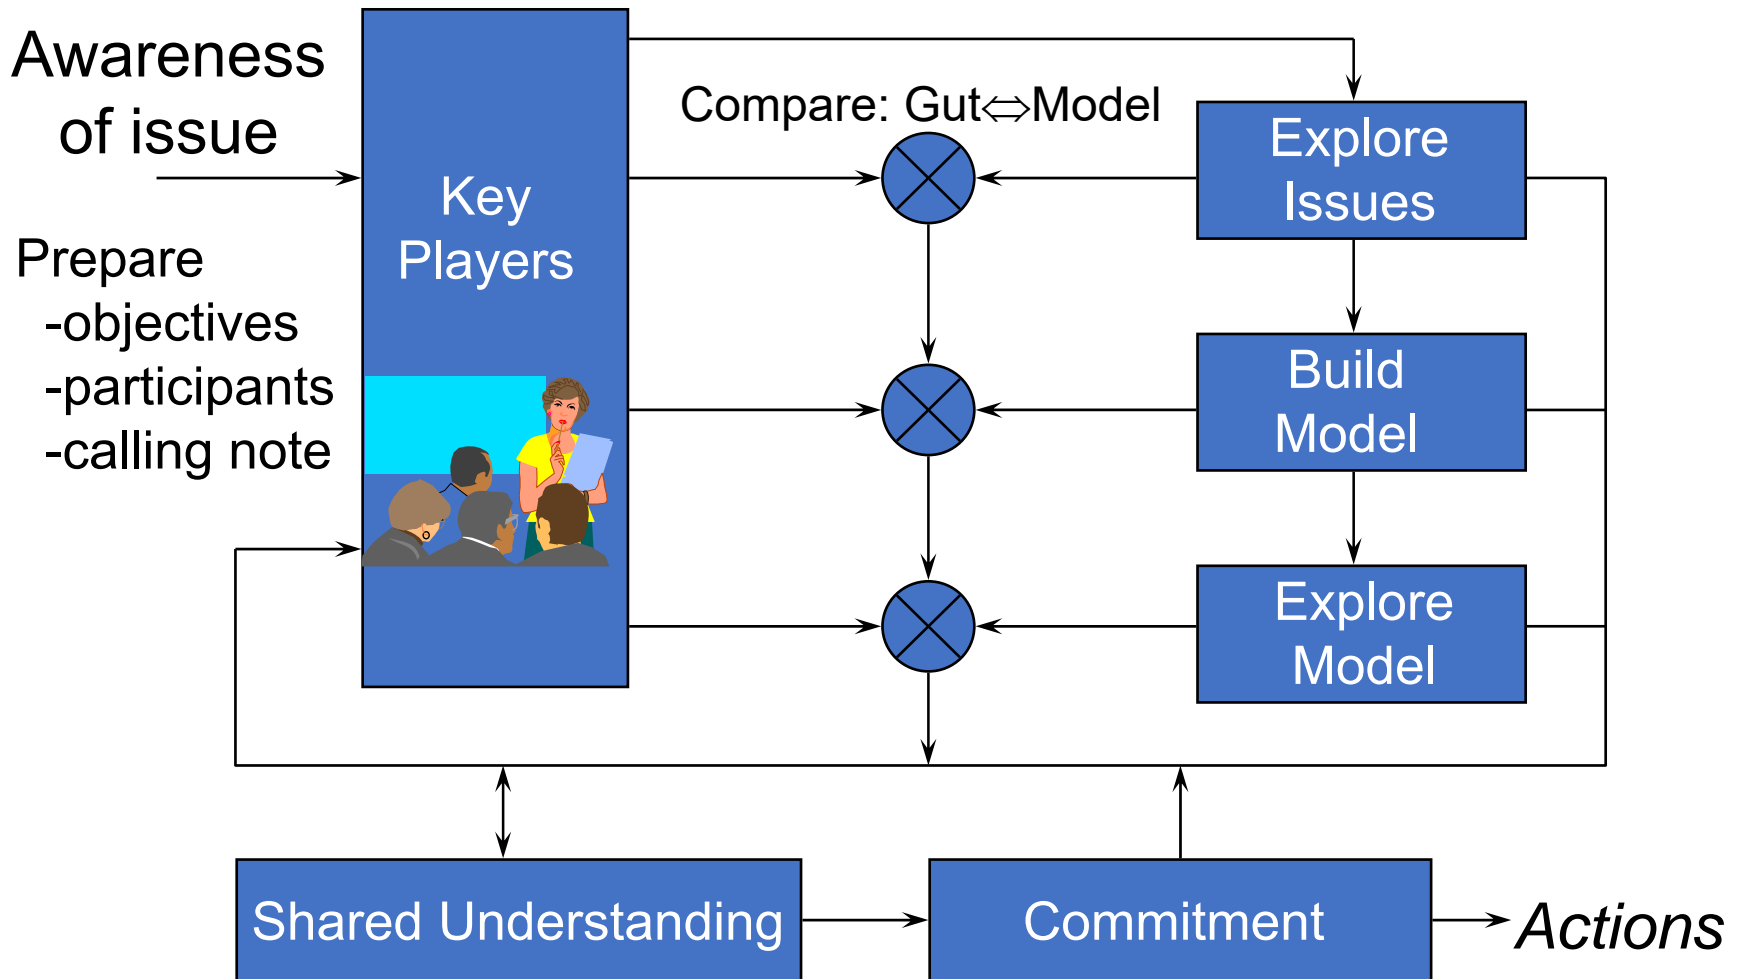 Awareness
of issue
Prepare
-objectives
-participants
-calling note
Key
Players
Compare: Gut⇔Model
Explore
Issues
Build
Model
Explore
Model
Shared Understanding
Commitment
Actions